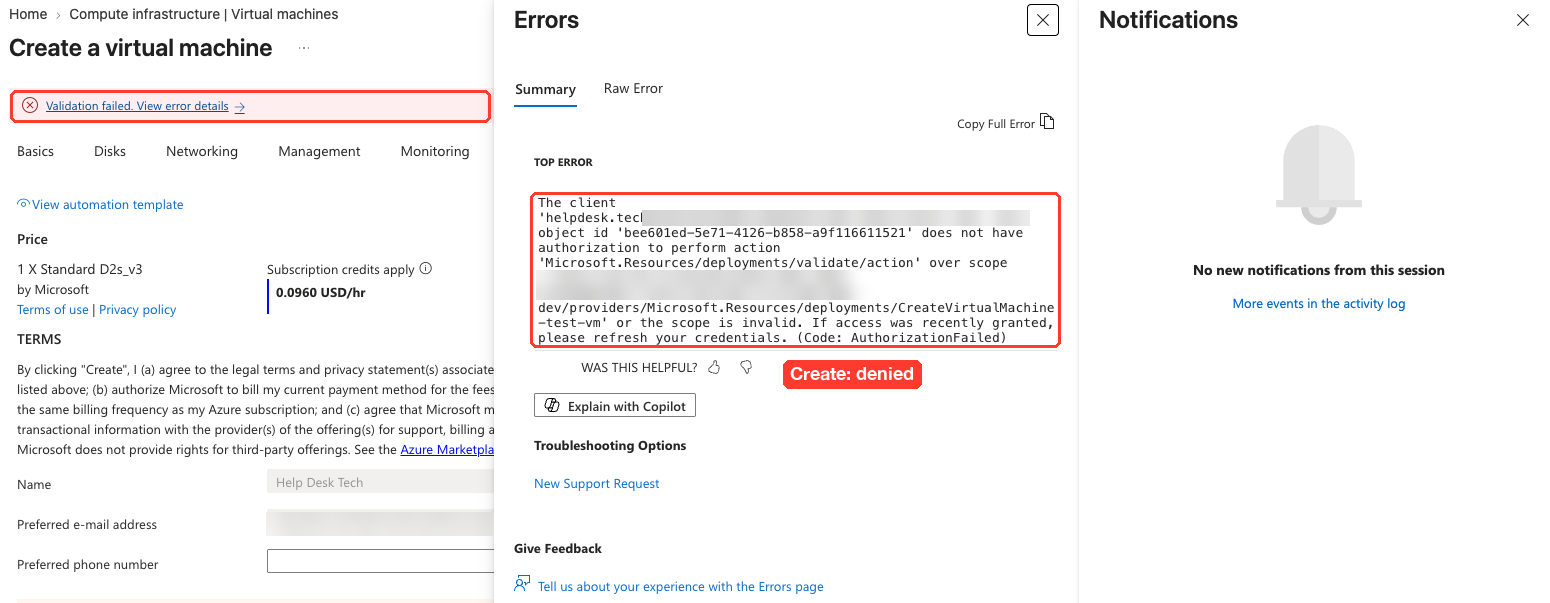 Home › Compute infrastructure | Virtual machines
Create a virtual machine ...
Validation failed. View error details →
Basics Disks Networking Management Monitoring
View automation template
Price
1 X Standard D2s_v3
by Microsoft
Terms of use | Privacy policy
Subscription credits apply
0.0960 USD/hr
TERMS
By clicking "Create", I (a) agree to the legal terms and privacy statement(s) associate
listed above; (b) authorize Microsoft to bill my current payment method for the fees
the same billing frequency as my Azure subscription; and (c) agree that Microsoft m
transactional information with the provider(s) of the offering(s) for support, billing a
Microsoft does not provide rights for third-party offerings. See the Azure Marketpla
Name Help Desk Tech
Preferred e-mail address
Preferred phone number
Errors
Summary Raw Error
Copy Full Error
TOP ERROR
The client
'helpdesk.tech
object id 'bee601ed-5e71-4126-b858-a9f116611521' does not have
authorization to perform action
'Microsoft.Resources/deployments/validate/action' over scope
dev/providers/Microsoft.Resources/deployments/CreateVirtualMachine
-test-vm' or the scope is invalid. If access was recently granted,
please refresh your credentials. (Code: AuthorizationFailed)
WAS THIS HELPFUL?
Create: denied
Explain with Copilot
Troubleshooting Options
New Support Request
Give Feedback
Tell us about your experience with the Errors page
Notifications
No new notifications from this session
More events in the activity log